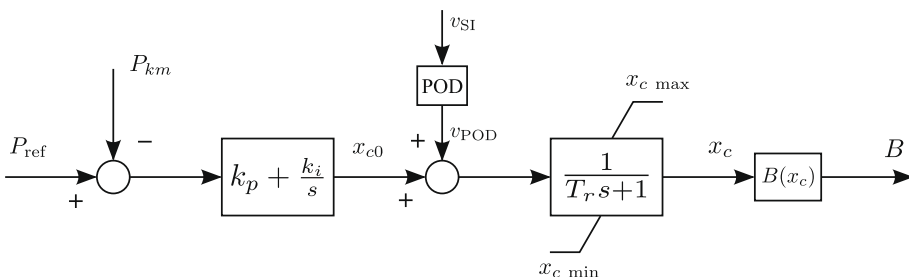 v_SI
P_km
x_c max
POD
P_ref
−
+
v_POD
x_c0
x_c
B
k_p + k_i/s
1/(T_r s+1)
B(x_c)
+
+
x_c min